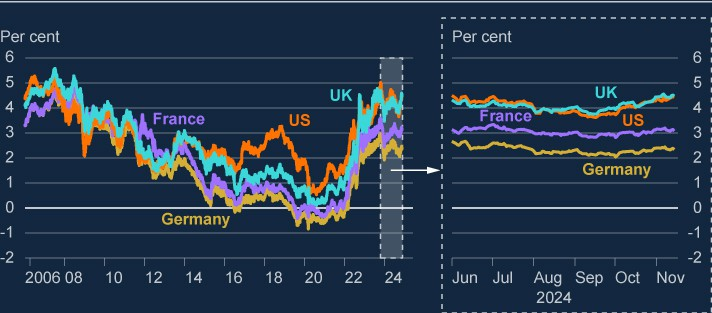 Per cent
6
5
4
3
2
1
0
-1
-2
UK
US
France
Germany
2006 08 10 12 14 16 18 20 22 24
Per cent
6
5
4
3
2
1
0
-1
-2
UK
France
US
Germany
Jun Jul Aug Sep Oct Nov
2024